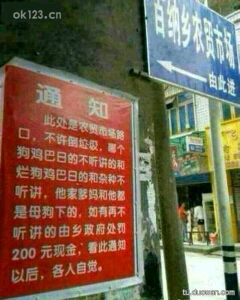 ok123.cn
百纳乡农贸市场
由此进
通知
此处是农贸市场路
口，不许倒垃圾，哪个
狗鸡巴日的不听讲的和
烂狗鸡巴日的和杂种不
听讲，他家爹妈和他都
是母狗下的，如有再不
听讲的由乡政府处罚
200元现金，看此通知
以后，各人自觉。
tu.duowan.com